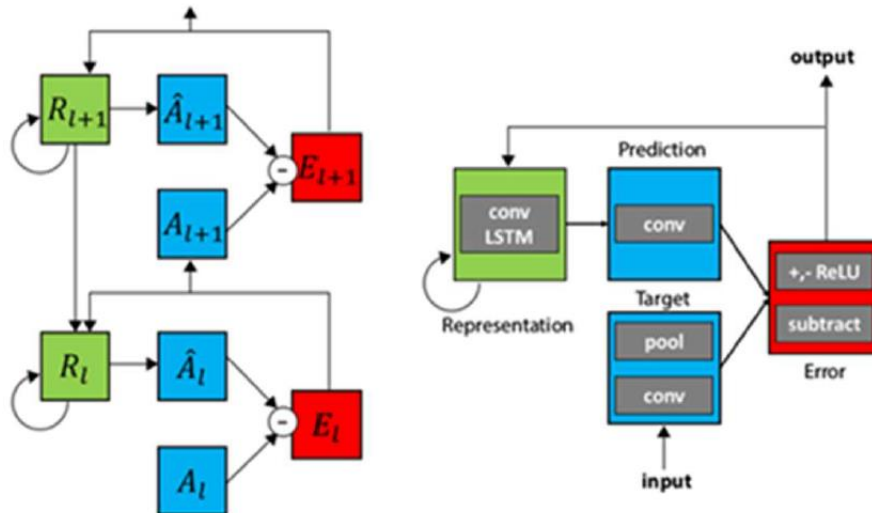 R_{l+1}
Â_{l+1}
-
E_{l+1}
A_{l+1}
R_l
Â_l
-
E_l
A_l
output
Prediction
conv
LSTM
conv
+,- ReLU
subtract
Error
Representation
Target
pool
conv
input